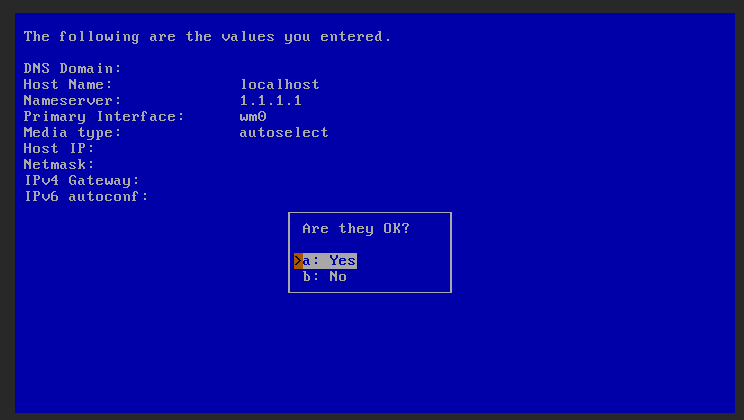 The following are the values you entered.
DNS Domain:
Host Name: localhost
Nameserver: 1.1.1.1
Primary Interface: wm0
Media type: autoselect
Host IP:
Netmask:
IPv4 Gateway:
IPv6 autoconf:
Are they OK?
>a: Yes
b: No